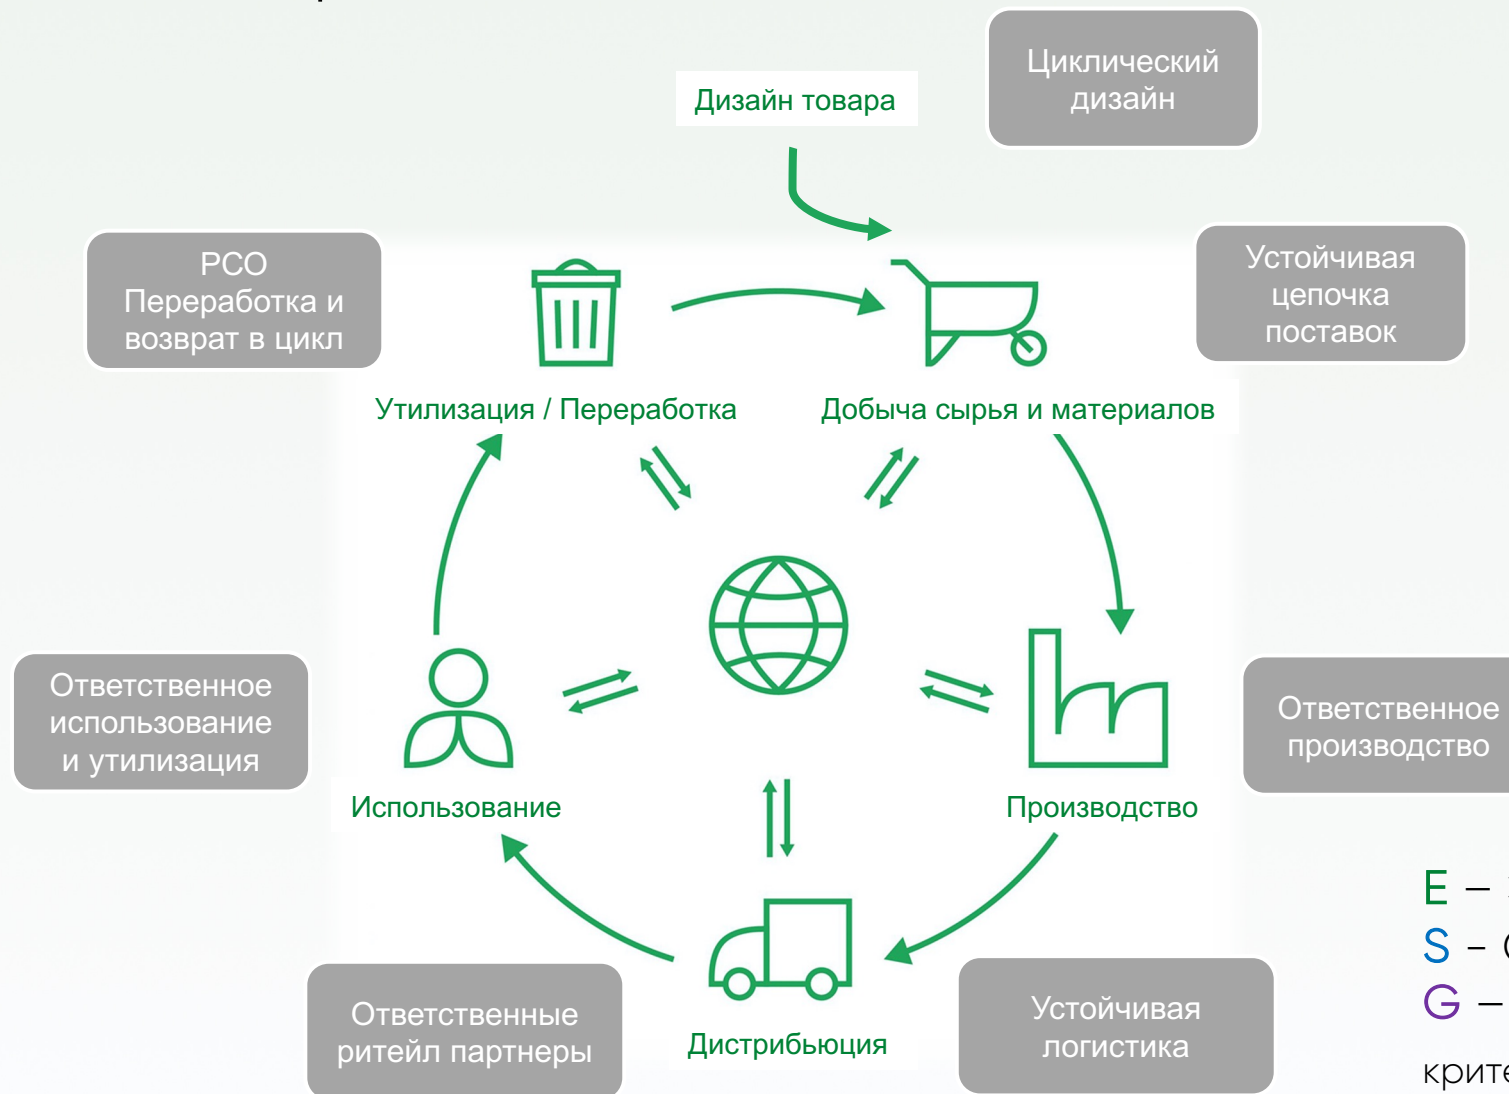 Циклический
дизайн
Дизайн товара
РСО
Переработка и
возврат в цикл
Устойчивая
цепочка
поставок
Утилизация / Переработка
Добыча сырья и материалов
Ответственное
использование
и утилизация
Ответственное
производство
Использование
Производство
E –
S –
G –
Ответственные
ритейл партнеры
Дистрибьюция
Устойчивая
логистика